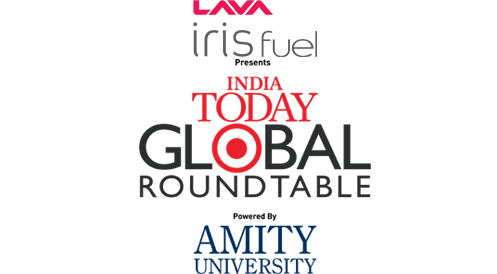 LAVA
iris fuel
Presents
INDIA
TODAY
GLOBAL
ROUNDTABLE
Powered By
AMITY
UNIVERSITY